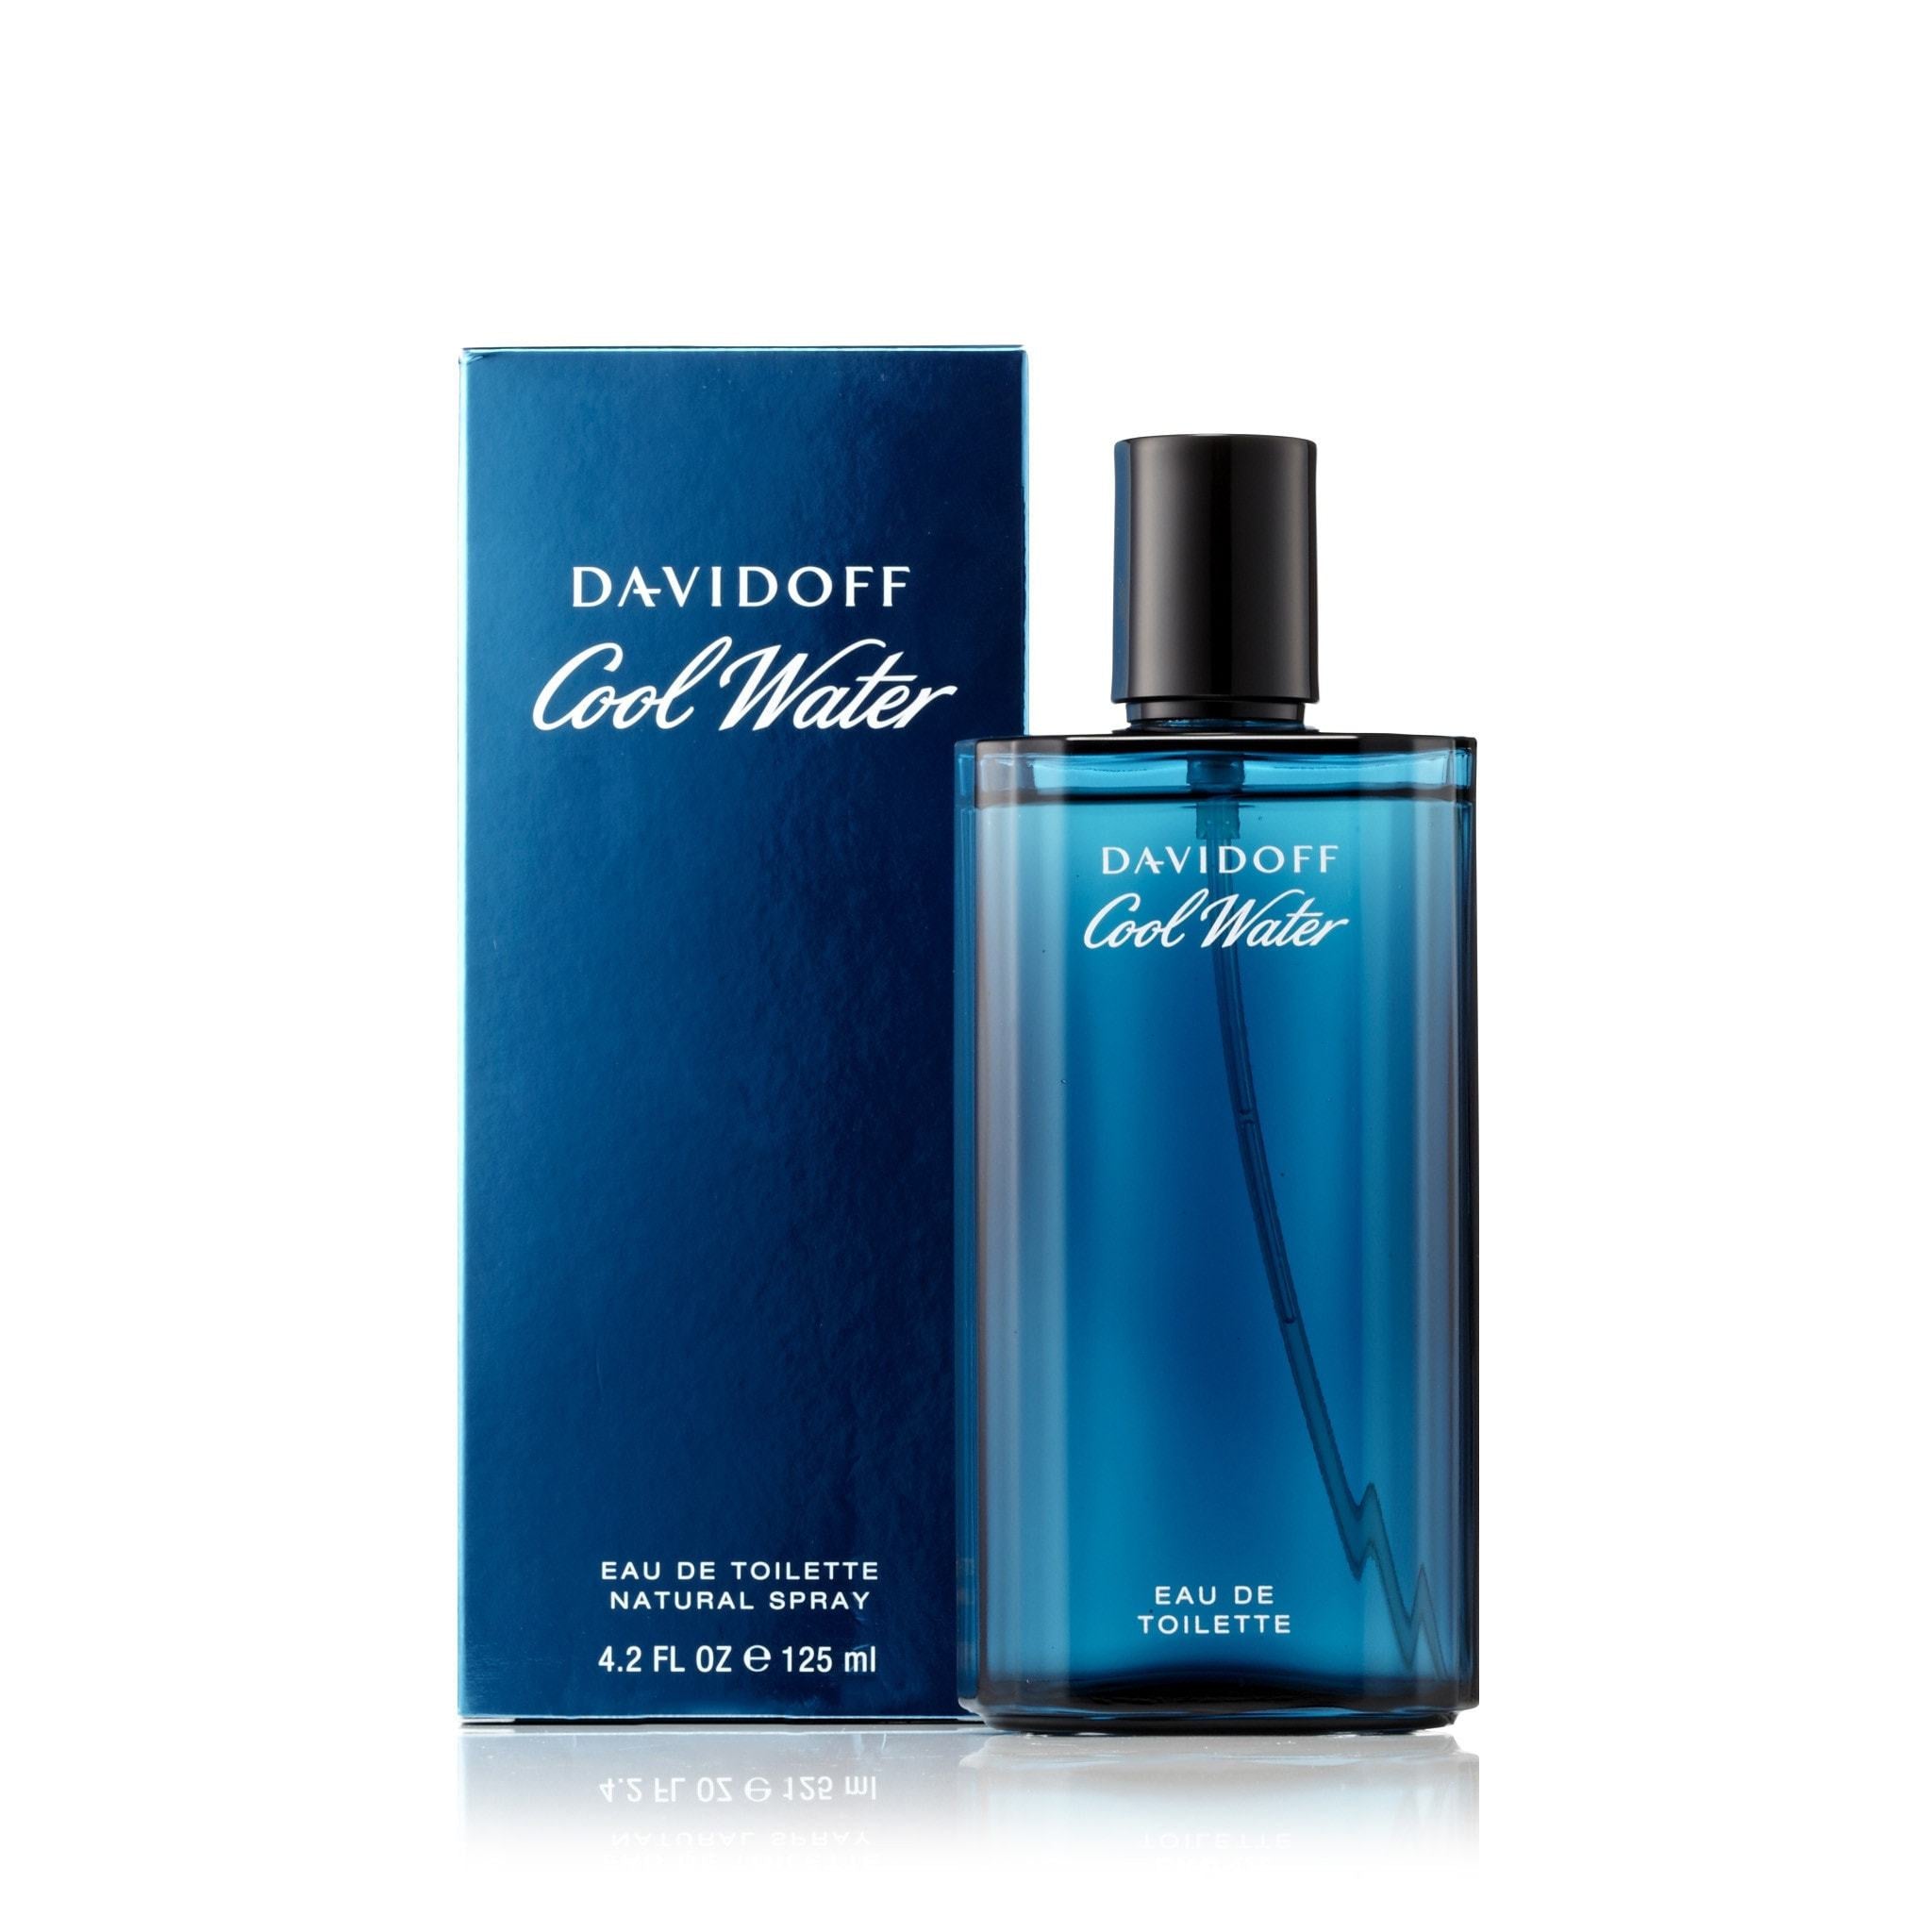 DAVIDOFF
Cool Water
EAU DE TOILETTE
NATURAL SPRAY
4.2 FL OZ ℮ 125 ml
DAVIDOFF
Cool Water
EAU DE
TOILETTE